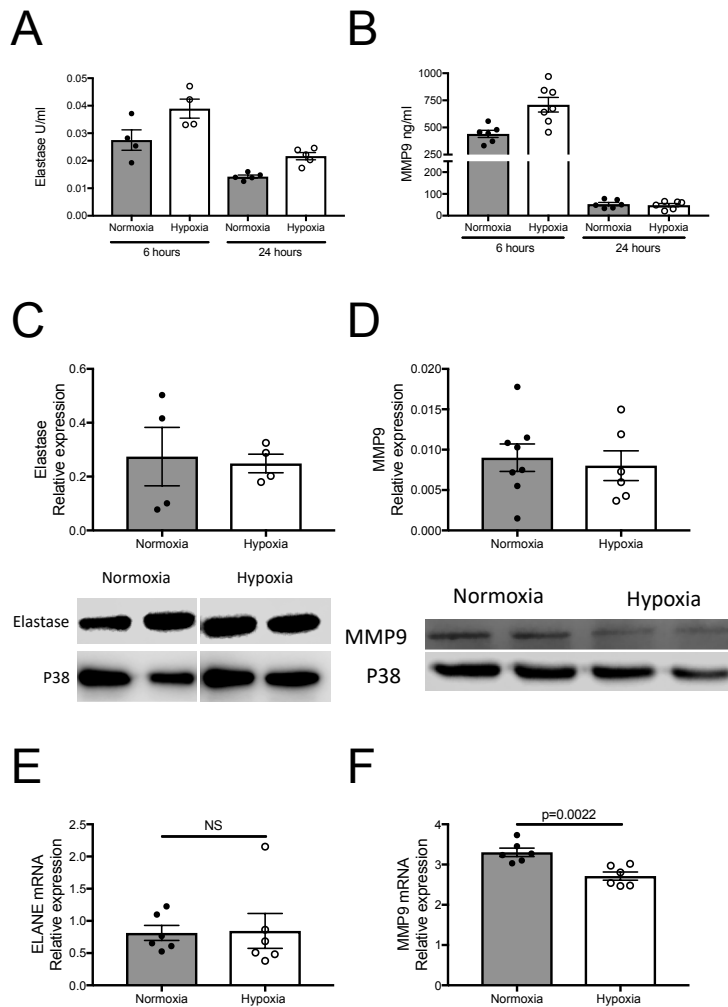 A
B
Elastase U/ml
0.05
0.04
0.03
0.02
0.01
0.00
Normoxia Hypoxia Normoxia Hypoxia
6 hours 24 hours
MMP9 ng/ml
1000
750
500
250
100
50
0
Normoxia Hypoxia Normoxia Hypoxia
6 hours 24 hours
C
D
Elastase
Relative expression
0.6
0.4
0.2
0.0
Normoxia Hypoxia
MMP9
Relative expression
0.020
0.015
0.010
0.005
0.000
Normoxia Hypoxia
Normoxia Hypoxia
Elastase
P38
Normoxia Hypoxia
MMP9
P38
E
F
ELANE mRNA
Relative expression
2.5
2.0
1.5
1.0
0.5
0.0
NS
Normoxia Hypoxia
MMP9 mRNA
Relative expression
4
3
2
1
0
p=0.0022
Normoxia Hypoxia